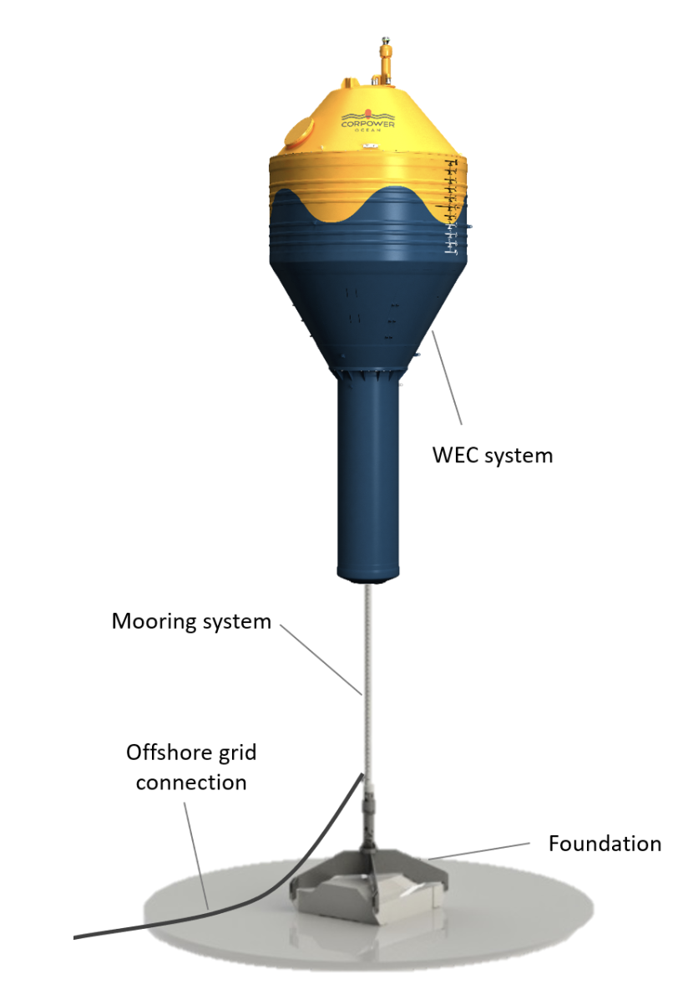 CORPOWER
OCEAN
WEC system
Mooring system
Offshore grid
connection
Foundation